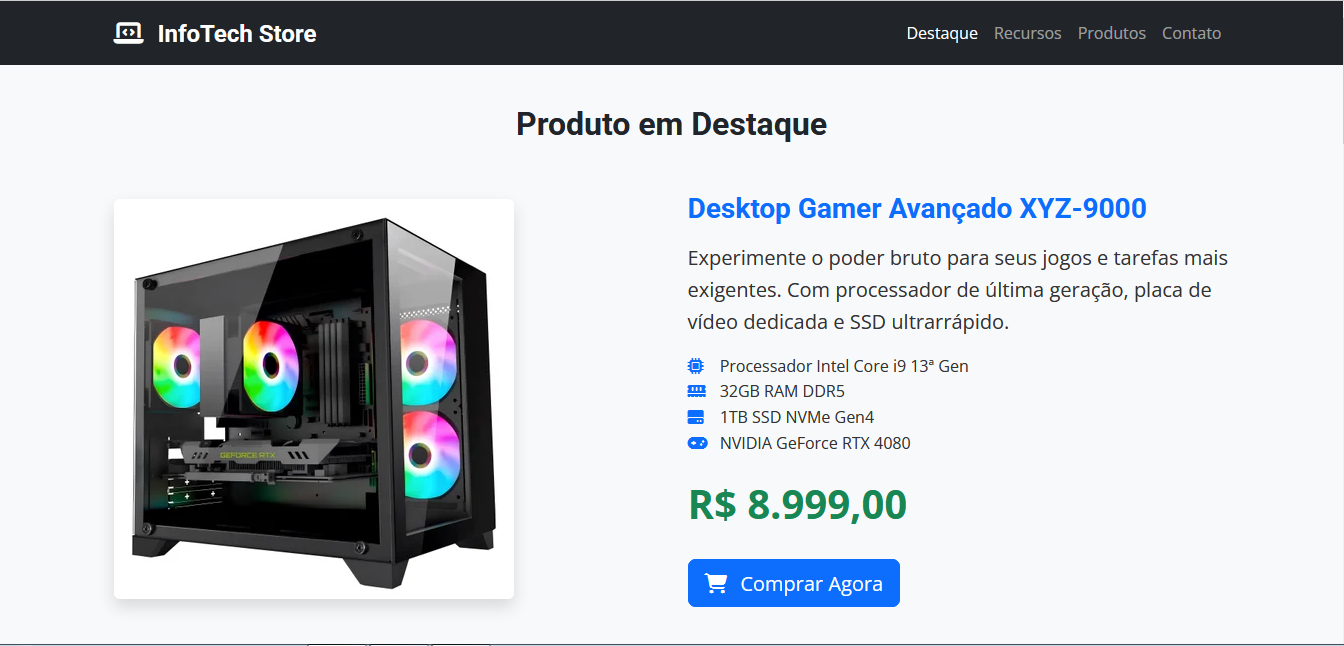 InfoTech Store
Destaque Recursos Produtos Contato
Produto em Destaque
GEFORCE RTX
Desktop Gamer Avançado XYZ-9000
Experimente o poder bruto para seus jogos e tarefas mais
exigentes. Com processador de última geração, placa de
vídeo dedicada e SSD ultrarrápido.
Processador Intel Core i9 13ª Gen
32GB RAM DDR5
1TB SSD NVMe Gen4
NVIDIA GeForce RTX 4080
R$ 8.999,00
Comprar Agora